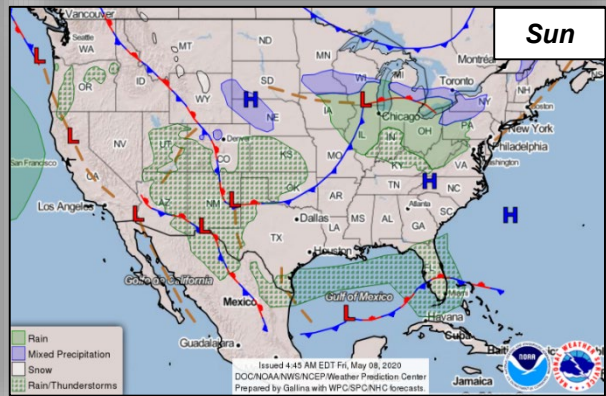 Sun
Vancouver
Seattle
WA
MT
ND
MN
Montréal
OR
ID
SD
WI
MI
Toronto
NH
WY
H
L
NY
Boston
NE
IA
Chicago
PA
New York
NV
UT
Denver
CO
KS
MO
IL
IN
OH
Philadelphia
San Francisco
CA
KY
VA
Washington
Los Angeles
AZ
NM
OK
AR
TN
H
NC
L
L
L
L
L
Dallas
MS
AL
Atlanta
GA
SC
H
TX
LA
Houston
FL
Golfo de California
Mexico
Gulf of Mexico
Miami
L
Havana
Cuba
Guadalajara
Jamaica
Rain
Mixed Precipitation
Snow
Rain/Thunderstorms
Issued 4:45 AM EDT Fri, May 08, 2020
DOC/NOAA/NWS/NCEP/Weather Prediction Center
Prepared by Gallina with WPC/SPC/NHC forecasts.
NOAA